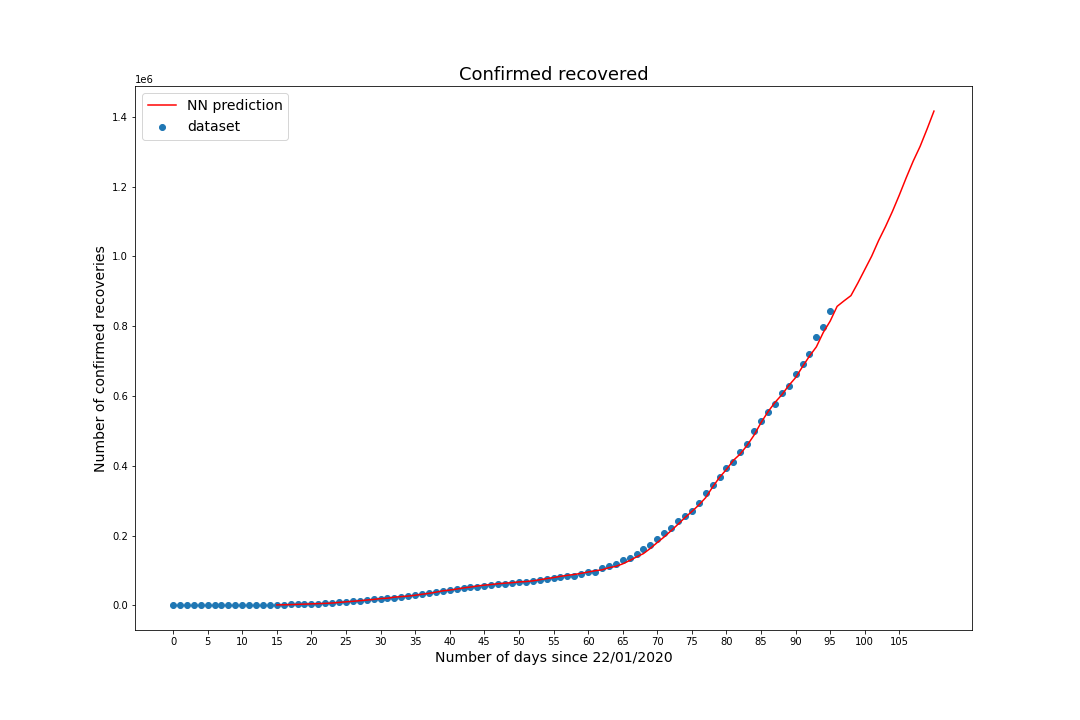 Confirmed recovered
1e6
NN prediction
dataset
1.4
1.2
1.0
0.8
0.6
0.4
0.2
0.0
Number of confirmed recoveries
0 5 10 15 20 25 30 35 40 45 50 55 60 65 70 75 80 85 90 95 100 105
Number of days since 22/01/2020